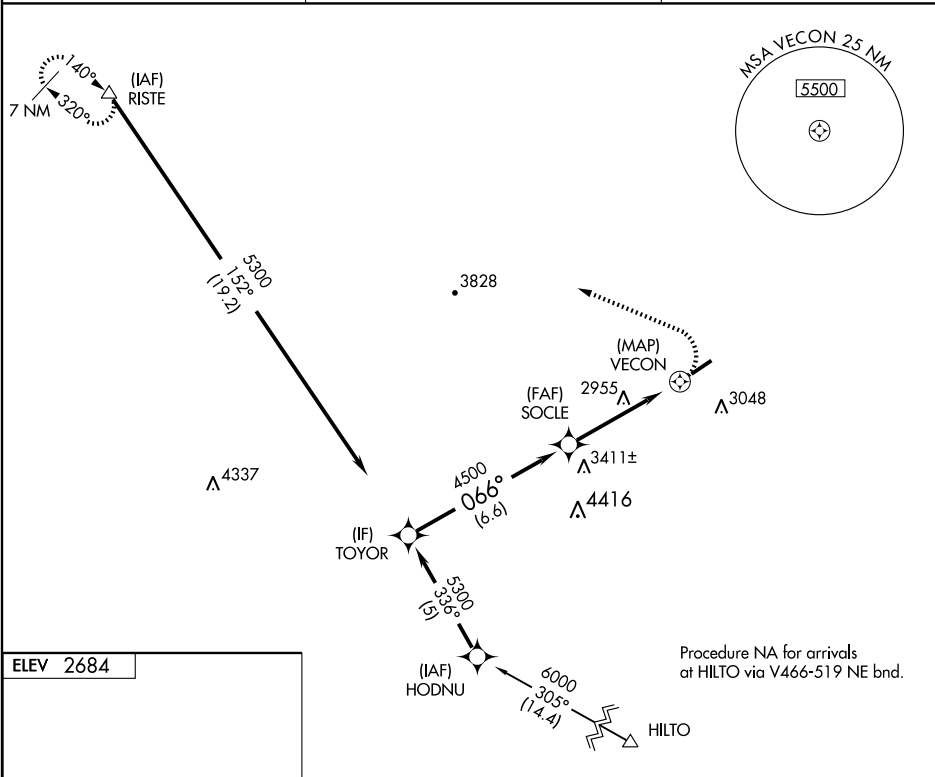 MSA VECON 25 NM
5500
140°
320°
7 NM
(IAF)
RISTE
5300
152°
(19.2)
3828
(MAP)
VECON
2955
3048
(FAF)
SOCLE
3411±
4337
4500
066°
(6.6)
4416
(IF)
TOYOR
5300
336°
(5)
ELEV 2684
(IAF)
HODNU
6000
305°
(14.4)
HILTO
Procedure NA for arrivals
at HILTO via V466-519 NE bnd.